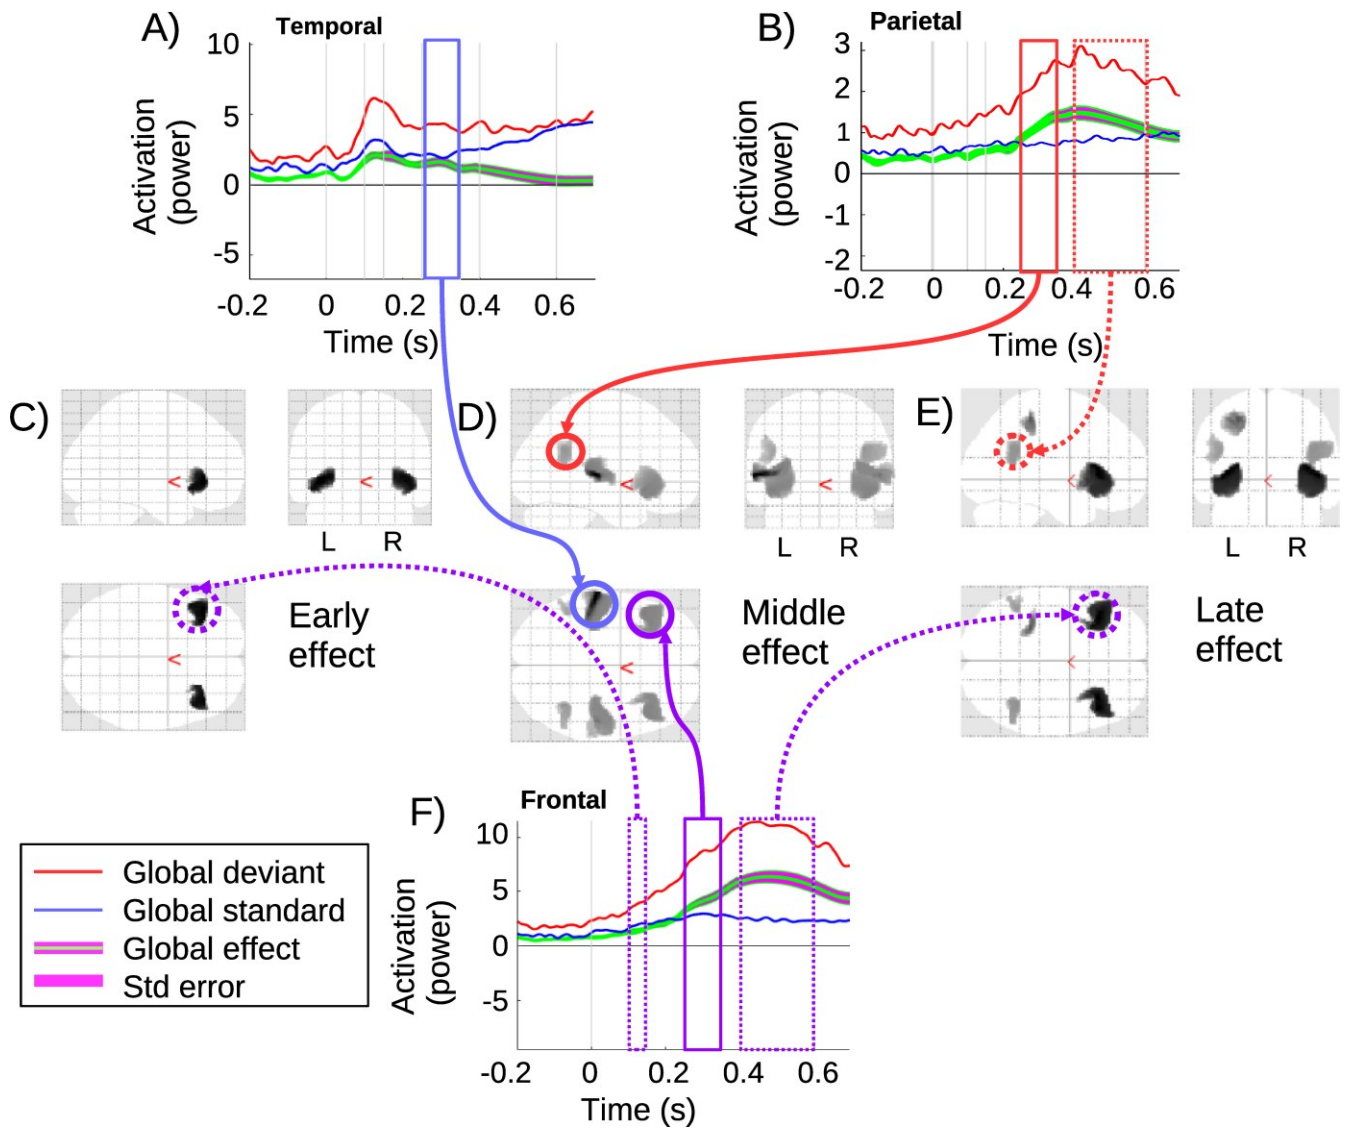 A)
Temporal
10
5
0
-5
Activation
(power)
-0.2
0
0.2
0.4
0.6
Time (s)
B)
Parietal
3
2
1
0
-1
-2
Activation
(power)
-0.2
0
0.2
0.4
0.6
Time (s)
C)
L
R
Early
effect
D)
L
R
Middle
effect
E)
L
R
Late
effect
F)
Frontal
10
5
0
-5
Activation
(power)
-0.2
0
0.2
0.4
0.6
Time (s)
Global deviant
Global standard
Global effect
Std error